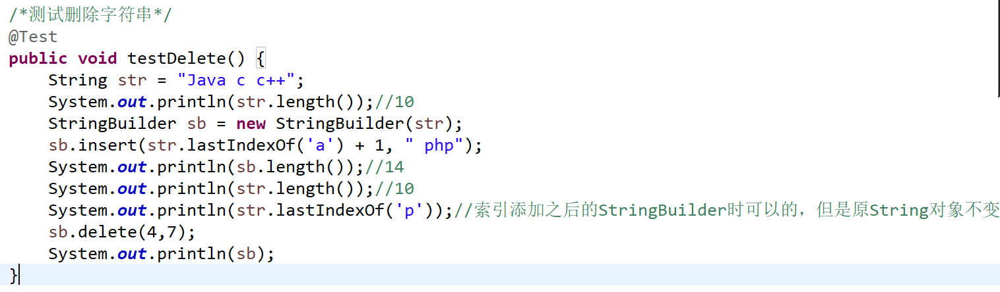 /*测试删除字符串*/
@Test
public void testDelete() {
    String str = "Java c c++";
    System.out.println(str.length());//10
    StringBuilder sb = new StringBuilder(str);
    sb.insert(str.lastIndexOf('a') + 1, " php");
    System.out.println(sb.length());//14
    System.out.println(str.length());//10
    System.out.println(str.lastIndexOf('p'));//索引添加之后的StringBuilder时可以的，但是原String对象不变
    sb.delete(4,7);
    System.out.println(sb);
}